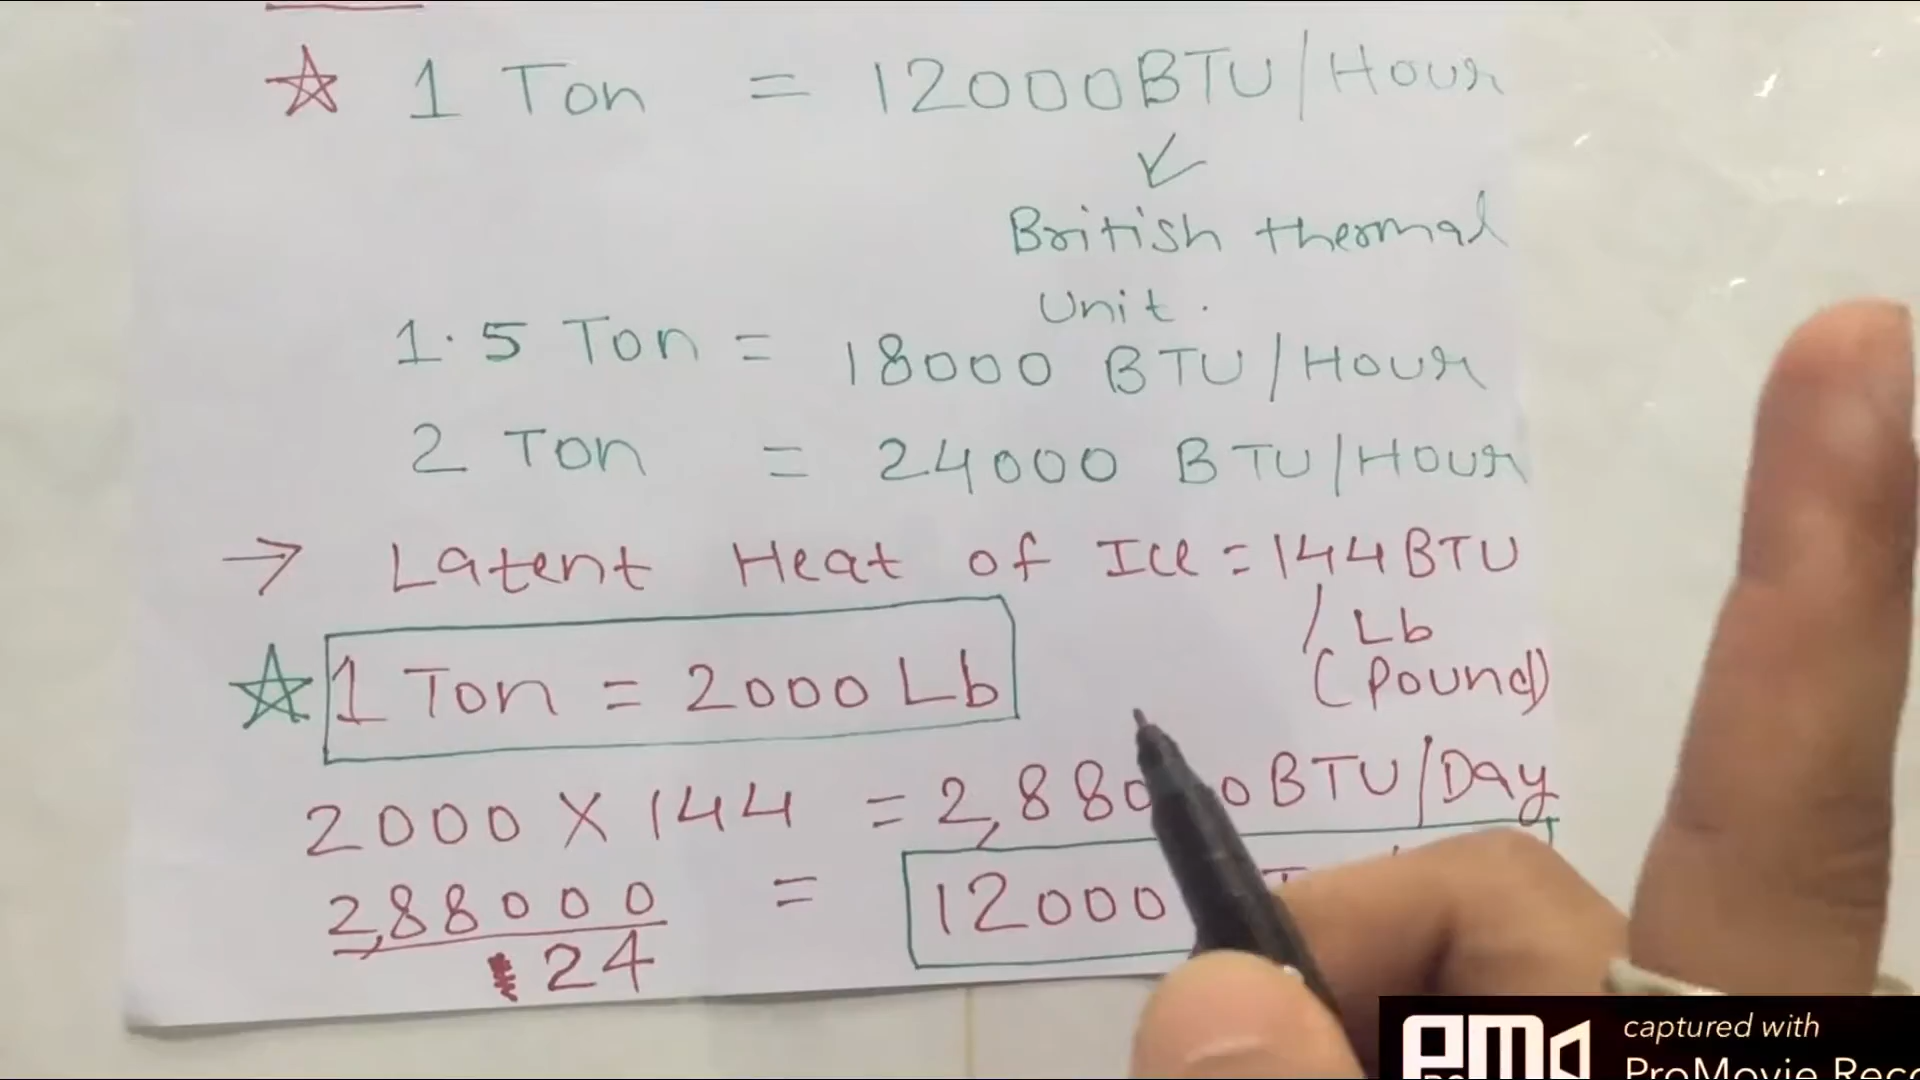 ☆ 1 Ton = 12000BTU/Hour
British thermal
Unit.
1.5 Ton = 18000 BTU/Hour
2 Ton = 24000 BTU/Hour
→ Latent Heat of Ice = 144BTU
/ Lb
(Pound)
☆ 1 Ton = 2000 Lb
2000 X 144 = 2,88 0BTU/Day
2,88000
24
= 12000
captured with